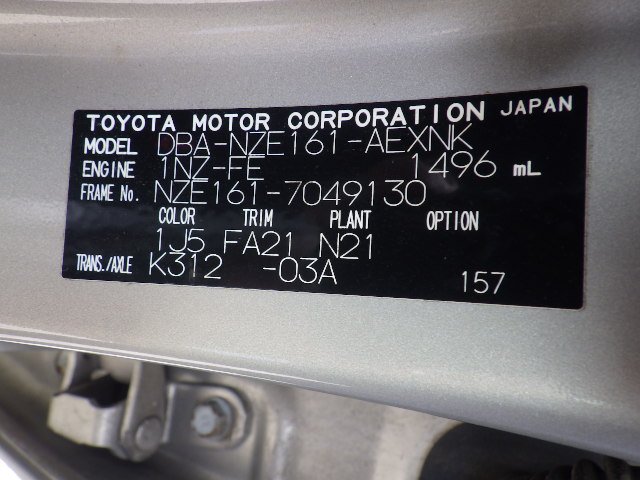 TOYOTA MOTOR CORPORATION JAPAN
MODEL DBA-NZE161-AEXNK
ENGINE 1NZ-FE 1496 mL
FRAME No. NZE161-7049130
COLOR TRIM PLANT OPTION
1J5 FA21 N21
TRANS./AXLE K312 -03A 157